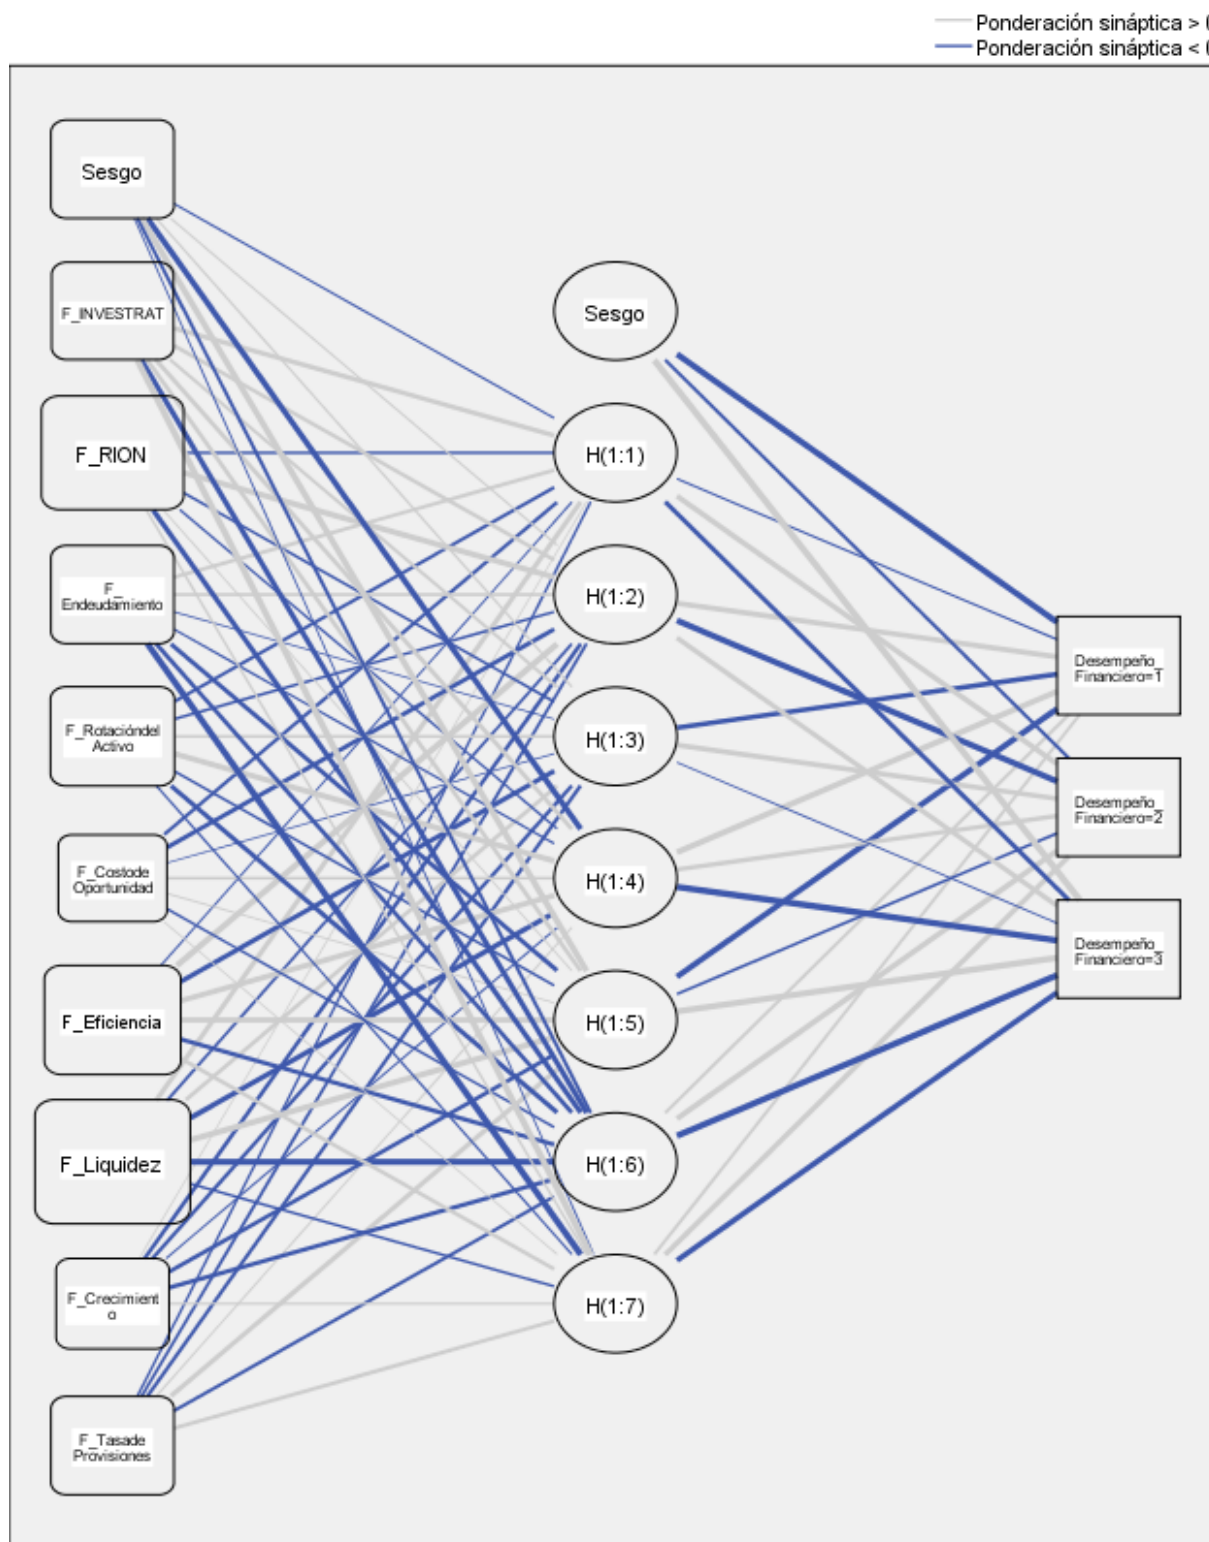 Ponderación sináptica > 0
Ponderación sináptica < 0
Sesgo
F_INVESTRAT
F_RION
F_
Endeudamiento
F_Rotacióndel
Activo
F_Costode
Oportunidad
F_Eficiencia
F_Liquidez
F_Crecimient
o
F_Tasade
Provisiones
Sesgo
H(1:1)
H(1:2)
H(1:3)
H(1:4)
H(1:5)
H(1:6)
H(1:7)
Desempeño_
Financiero=1
Desempeño_
Financiero=2
Desempeño_
Financiero=3